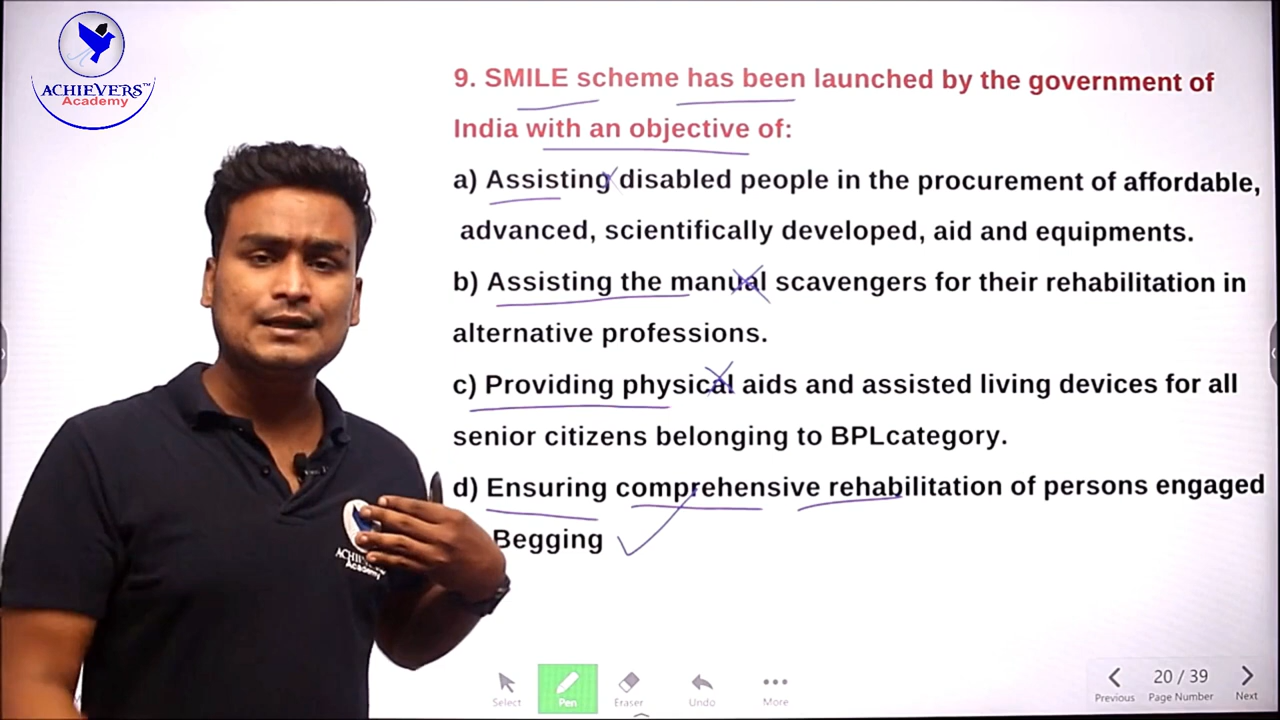 ACHIEVERS™
Academy
9. SMILE scheme has been launched by the government of
India with an objective of:
a) Assisting disabled people in the procurement of affordable,
advanced, scientifically developed, aid and equipments.
b) Assisting the manual scavengers for their rehabilitation in
alternative professions.
c) Providing physical aids and assisted living devices for all
senior citizens belonging to BPLcategory.
d) Ensuring comprehensive rehabilitation of persons engaged
Begging
Academy
Select
Pen
Eraser
Undo
More
Previous
20 / 39
Page Number
Next